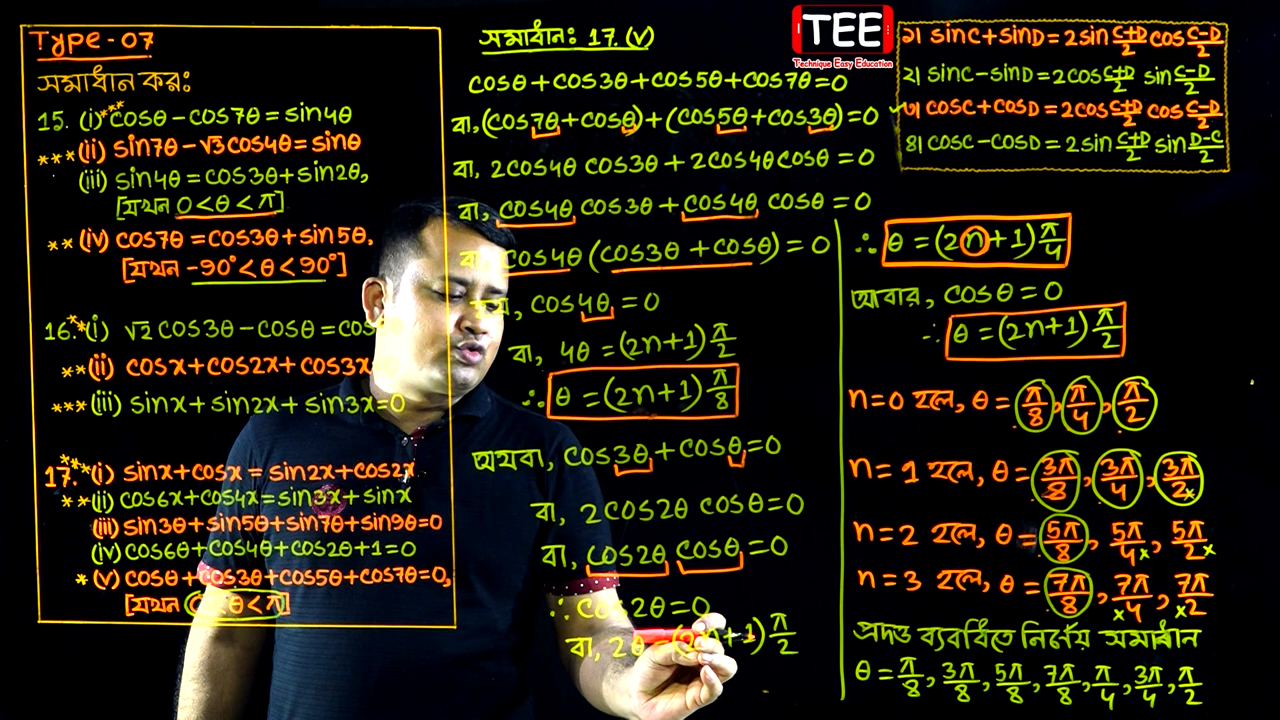 Type-07
সমাধান করঃ
15. (i)*** cosθ - cos7θ = sin4θ
*** (ii) sin7θ - √3cos4θ = sinθ
(iii) sin4θ = cos3θ + sin2θ,
[যখন 0 < θ < π]
** (iv) cos7θ = cos3θ + sin5θ,
[যখন -90° < θ < 90°]
16.** (i) √2 cos3θ - cosθ = cos
** (ii) cosx + cos2x + cos3x
*** (iii) sinx + sin2x + sin3x = 0
17.** (i) sinx + cosx = sin2x + cos2x
** (ii) cos6x + cos4x = sin3x + sinx
(iii) sin3θ + sin5θ + sin7θ + sin9θ = 0
(iv) cos6θ + cos4θ + cos2θ + 1 = 0
* (v) cosθ + cos3θ + cos5θ + cos7θ = 0,
[যখন 0 < θ < π]
সমাধানঃ 17. (v)
cosθ + cos3θ + cos5θ + cos7θ = 0
বা, (cos7θ + cosθ) + (cos5θ + cos3θ) = 0
বা, 2cos4θ cos3θ + 2cos4θ cosθ = 0
বা, cos4θ cos3θ + cos4θ cosθ = 0
বা, cos4θ (cos3θ + cosθ) = 0
cos4θ = 0
বা, 4θ = (2n+1) π/2
∴ θ = (2n+1) π/8
অথবা, cos3θ + cosθ = 0
বা, 2cos2θ cosθ = 0
বা, cos2θ cosθ = 0
∴ cos2θ = 0
বা, 2θ = (2n+1) π/2
TEE
Technique Easy Education
১। sinC + sinD = 2sin C+D/2 cos C-D/2
২। sinC - sinD = 2cos C+D/2 sin C-D/2
৩। cosC + cosD = 2cos C+D/2 cos C-D/2
৪। cosC - cosD = 2sin C+D/2 sin D-C/2
∴ θ = (2n+1) π/4
আবার, cosθ = 0
∴ θ = (2n+1) π/2
n = 0 হলে, θ = π/8, π/4, π/2
n = 1 হলে, θ = 3π/8, 3π/4, 3π/2 ×
n = 2 হলে, θ = 5π/8, 5π/4 ×, 5π/2 ×
n = 3 হলে, θ = 7π/8, 7π/4 ×, 7π/2 ×
প্রদত্ত ব্যবধিতে নির্ণেয় সমাধান
θ = π/8, 3π/8, 5π/8, 7π/8, π/4, 3π/4, π/2